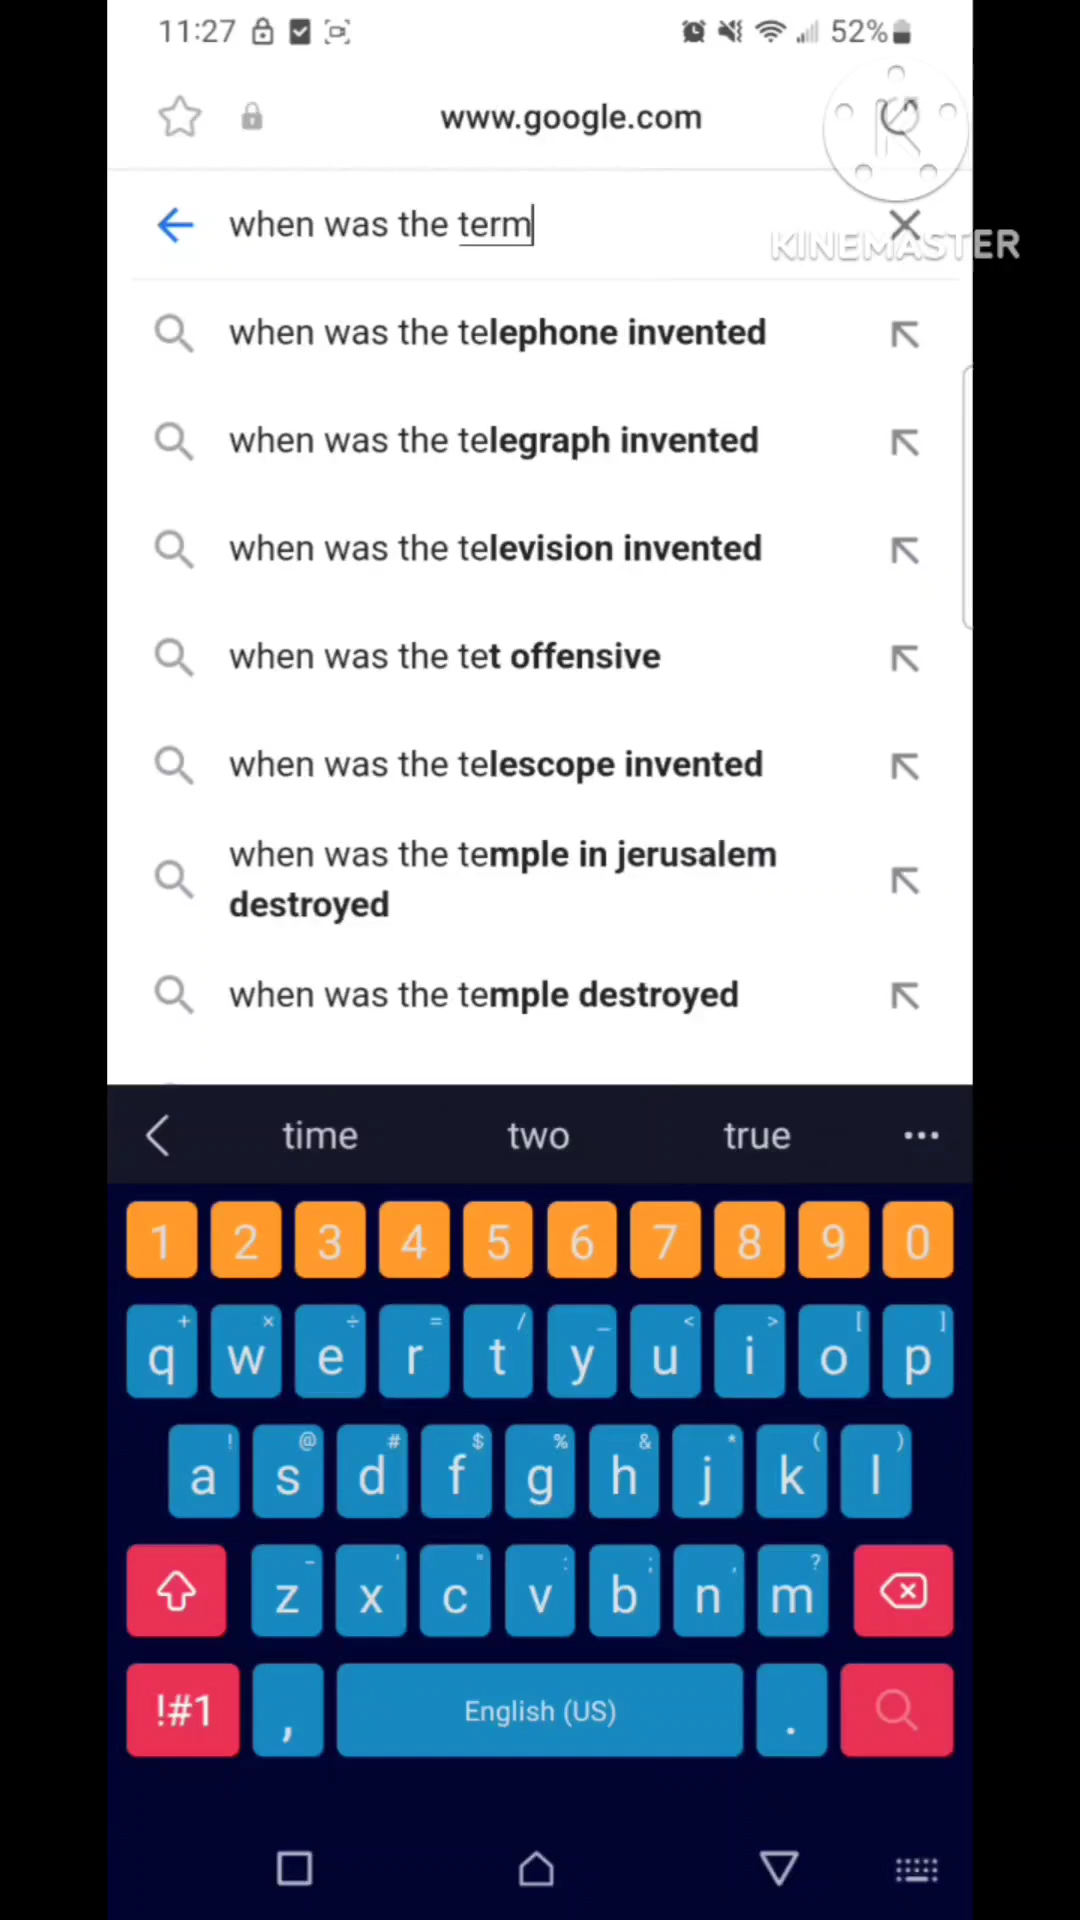 11:27
52%
www.google.com
KINEMASTER
when was the term
when was the telephone invented
when was the telegraph invented
when was the television invented
when was the tet offensive
when was the telescope invented
when was the temple in jerusalem
destroyed
when was the temple destroyed
time two true
1 2 3 4 5 6 7 8 9 0
+ × ÷ = / _ < > [ ]
q w e r t y u i o p
! @ # $ % & * ( )
a s d f g h j k l
- ' " : ; , ?
z x c v b n m
!#1 , English (US) .